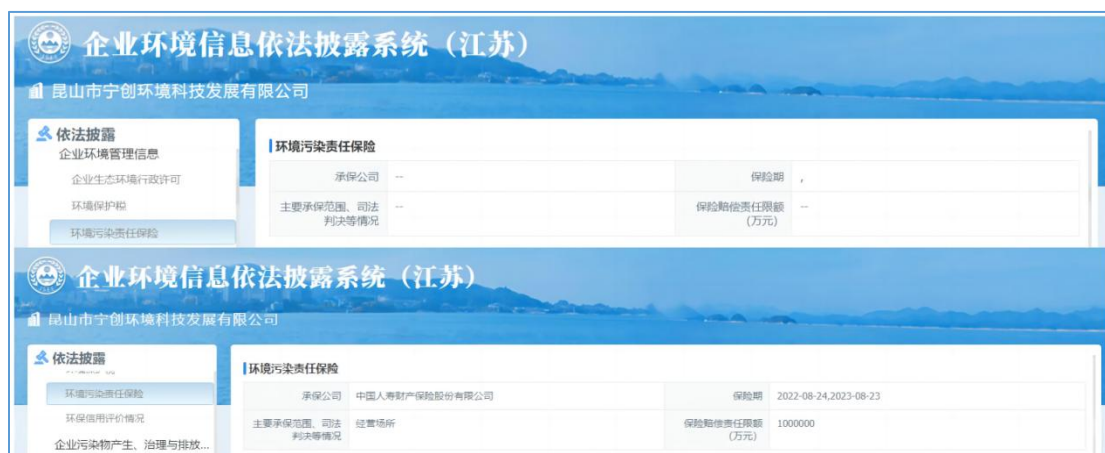 企业环境信息依法披露系统（江苏）
昆山市宁创环境科技发展有限公司
依法披露
企业环境管理信息
企业生态环境行政许可
环境保护税
环境污染责任保险
环境污染责任保险
承保公司 --
保险期 ,
主要承保范围、司法判决等情况 --
保险赔偿责任限额(万元) --
企业环境信息依法披露系统（江苏）
昆山市宁创环境科技发展有限公司
依法披露
环境污染责任保险
环保信用评价情况
企业污染物产生、治理与排放...
环境污染责任保险
承保公司 中国人寿财产保险股份有限公司
保险期 2022-08-24,2023-08-23
主要承保范围、司法判决等情况 经营场所
保险赔偿责任限额(万元) 1000000